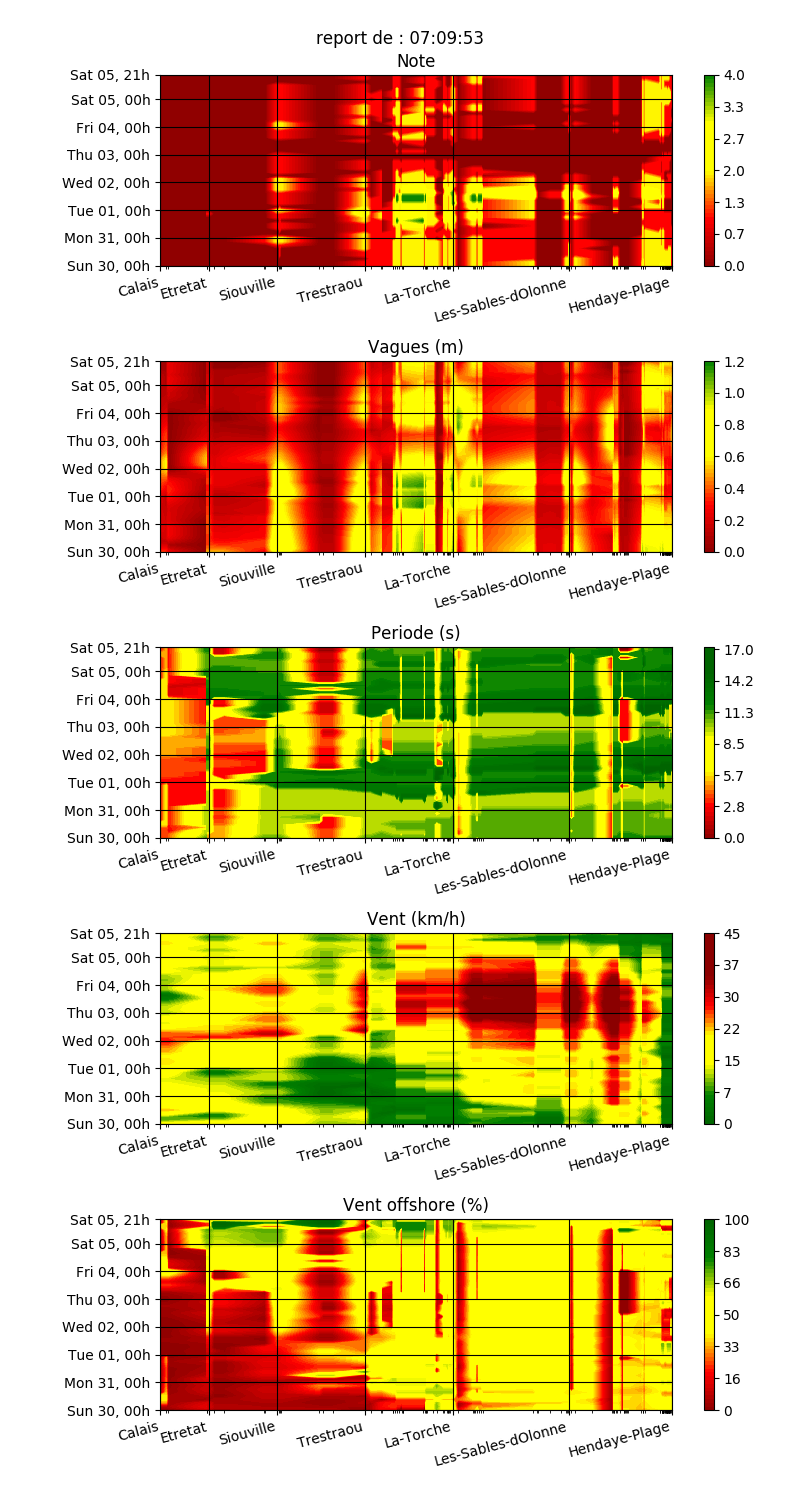 report de : 07:09:53
Note
Sat 05, 21h
Sat 05, 00h
Fri 04, 00h
Thu 03, 00h
Wed 02, 00h
Tue 01, 00h
Mon 31, 00h
Sun 30, 00h
4.0
3.3
2.7
2.0
1.3
0.7
0.0
Calais
Etretat
Siouville
Trestraou
La-Torche
Les-Sables-dOlonne
Hendaye-Plage
Vagues (m)
Sat 05, 21h
Sat 05, 00h
Fri 04, 00h
Thu 03, 00h
Wed 02, 00h
Tue 01, 00h
Mon 31, 00h
Sun 30, 00h
1.2
1.0
0.8
0.6
0.4
0.2
0.0
Calais
Etretat
Siouville
Trestraou
La-Torche
Les-Sables-dOlonne
Hendaye-Plage
Periode (s)
Sat 05, 21h
Sat 05, 00h
Fri 04, 00h
Thu 03, 00h
Wed 02, 00h
Tue 01, 00h
Mon 31, 00h
Sun 30, 00h
17.0
14.2
11.3
8.5
5.7
2.8
0.0
Calais
Etretat
Siouville
Trestraou
La-Torche
Les-Sables-dOlonne
Hendaye-Plage
Vent (km/h)
Sat 05, 21h
Sat 05, 00h
Fri 04, 00h
Thu 03, 00h
Wed 02, 00h
Tue 01, 00h
Mon 31, 00h
Sun 30, 00h
45
37
30
22
15
7
0
Calais
Etretat
Siouville
Trestraou
La-Torche
Les-Sables-dOlonne
Hendaye-Plage
Vent offshore (%)
Sat 05, 21h
Sat 05, 00h
Fri 04, 00h
Thu 03, 00h
Wed 02, 00h
Tue 01, 00h
Mon 31, 00h
Sun 30, 00h
100
83
66
50
33
16
0
Calais
Etretat
Siouville
Trestraou
La-Torche
Les-Sables-dOlonne
Hendaye-Plage